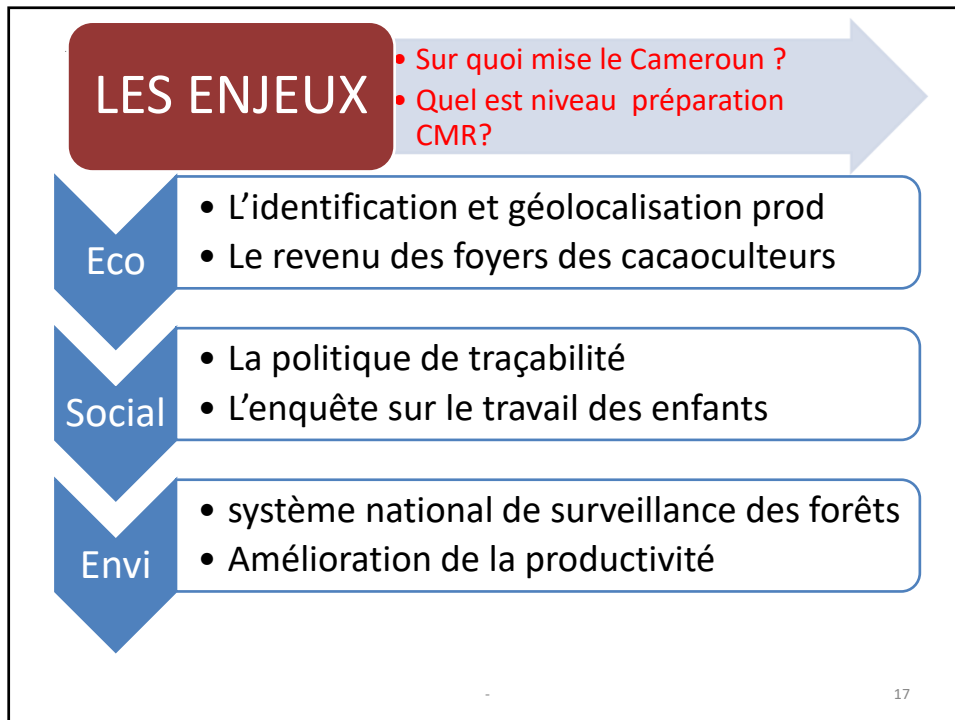 LES ENJEUX
• Sur quoi mise le Cameroun ?
• Quel est niveau préparation
CMR?
Eco
• L’identification et géolocalisation prod
• Le revenu des foyers des cacaoculteurs
Social
• La politique de traçabilité
• L’enquête sur le travail des enfants
Envi
• système national de surveillance des forêts
• Amélioration de la productivité
-
17